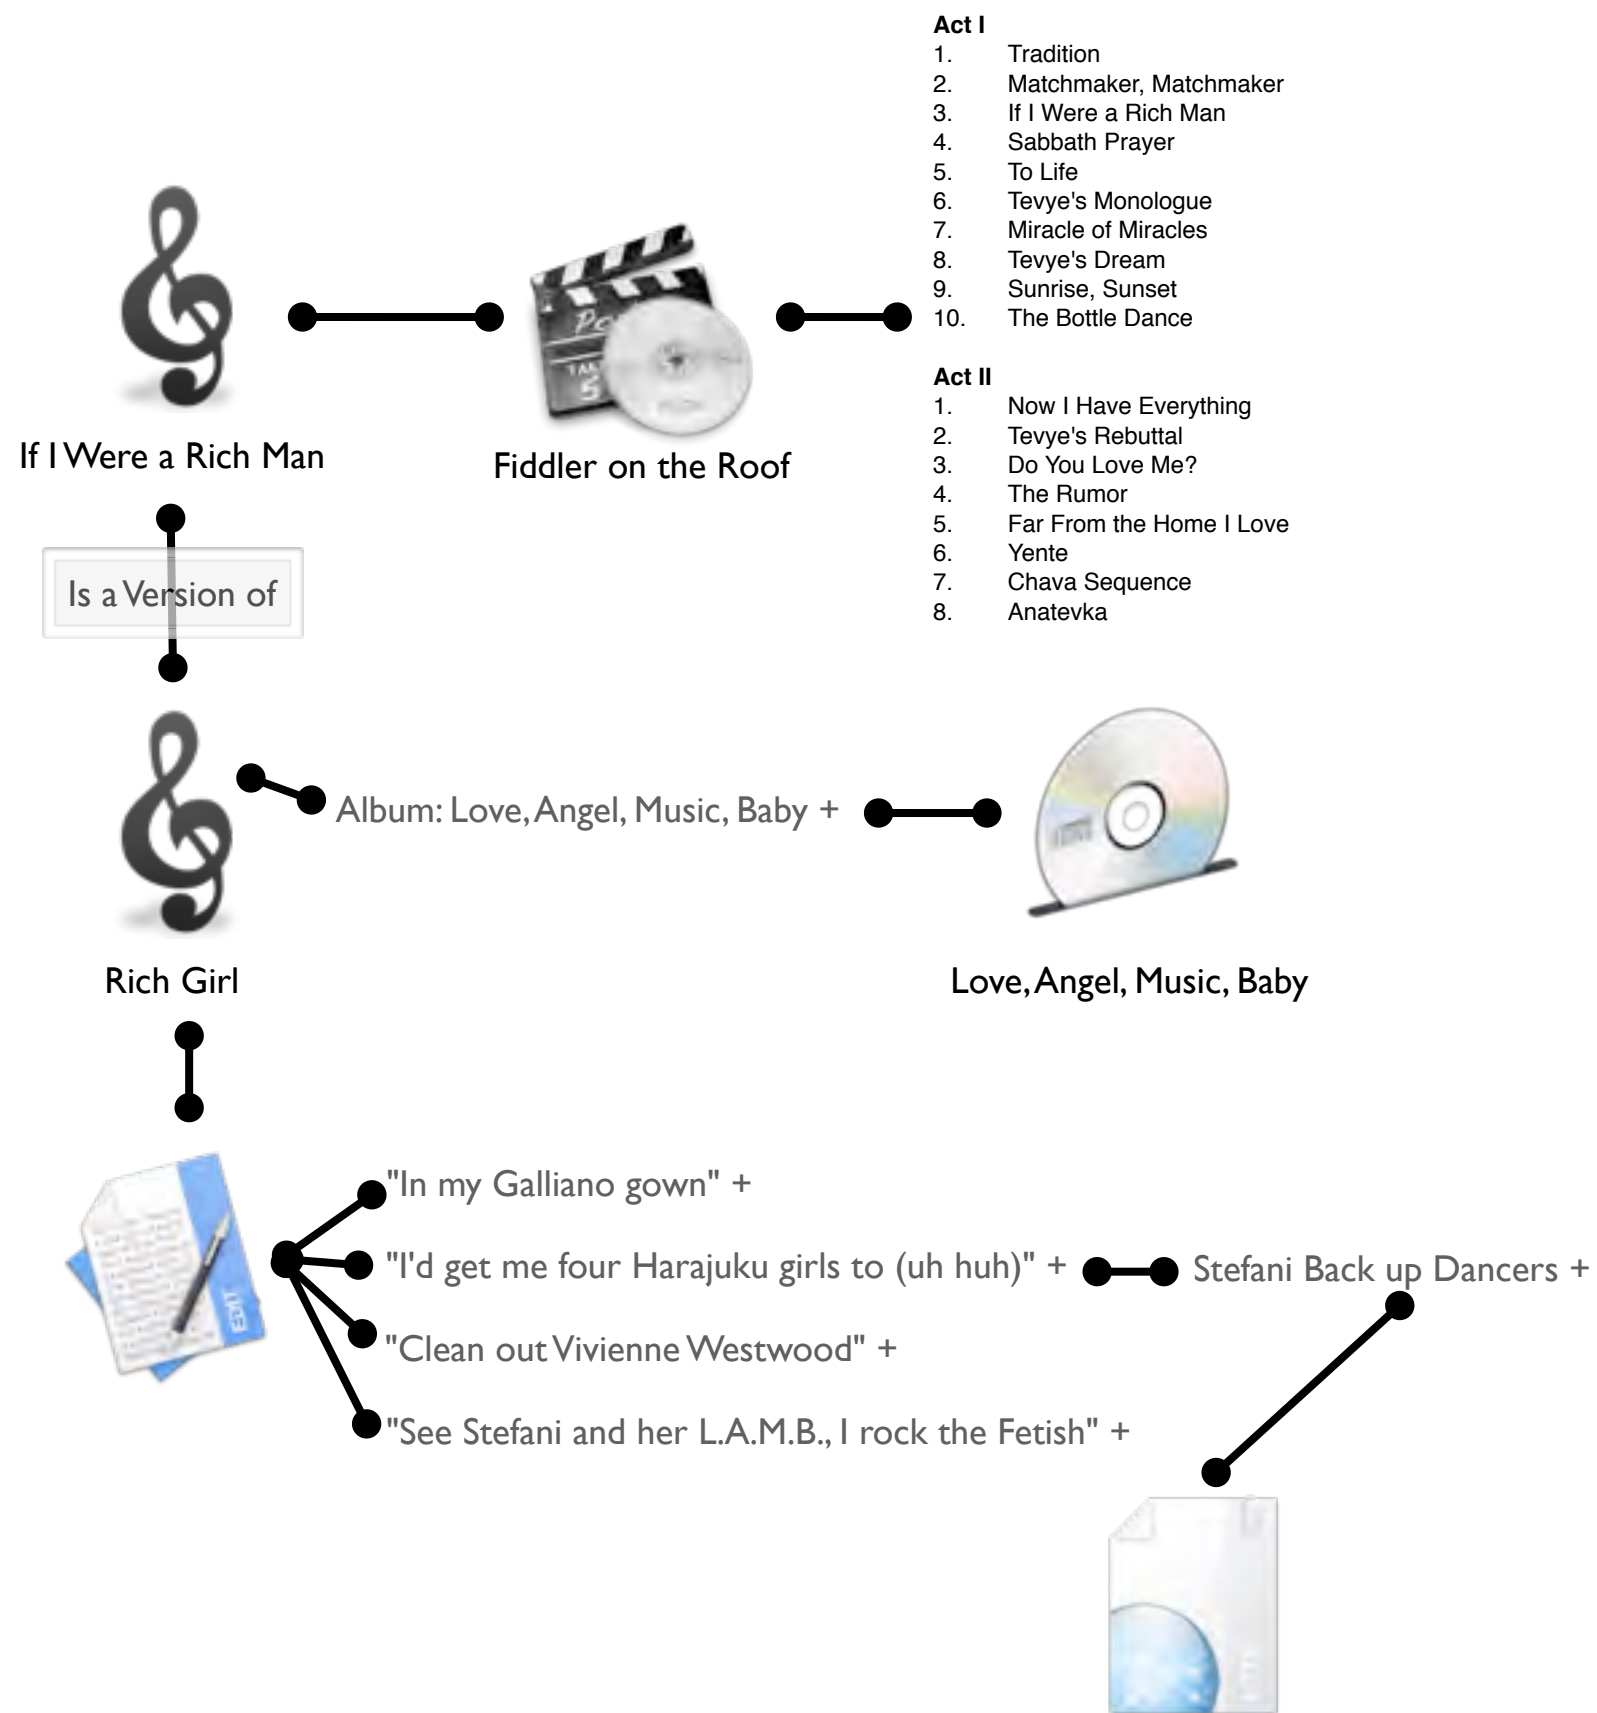 Act I
1. Tradition
2. Matchmaker, Matchmaker
3. If I Were a Rich Man
4. Sabbath Prayer
5. To Life
6. Tevye's Monologue
7. Miracle of Miracles
8. Tevye's Dream
9. Sunrise, Sunset
10. The Bottle Dance
Act II
1. Now I Have Everything
2. Tevye's Rebuttal
3. Do You Love Me?
4. The Rumor
5. Far From the Home I Love
6. Yente
7. Chava Sequence
8. Anatevka
If I Were a Rich Man
Fiddler on the Roof
Is a Version of
Album: Love, Angel, Music, Baby +
Rich Girl
Love, Angel, Music, Baby
"In my Galliano gown" +
"I'd get me four Harajuku girls to (uh huh)" +
Stefani Back up Dancers +
"Clean out Vivienne Westwood" +
"See Stefani and her L.A.M.B., I rock the Fetish" +
EDIT
5